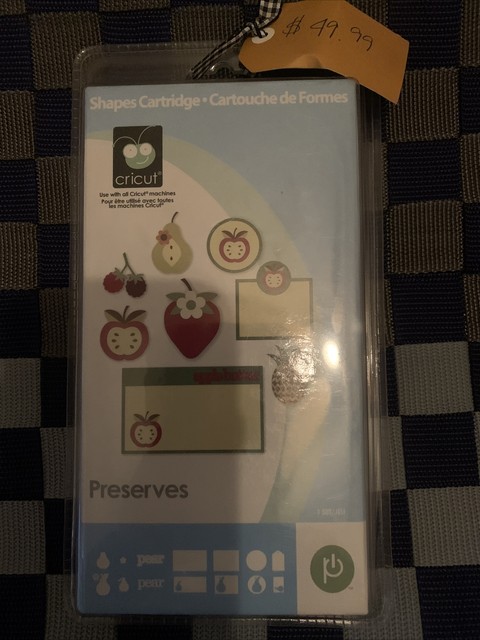 $ 49.99
Shapes Cartridge • Cartouche de Formes
cricut®
Use with all Cricut® machines
Pour être utilisé avec toutes
les machines Cricut®
Preserves
pear
pear